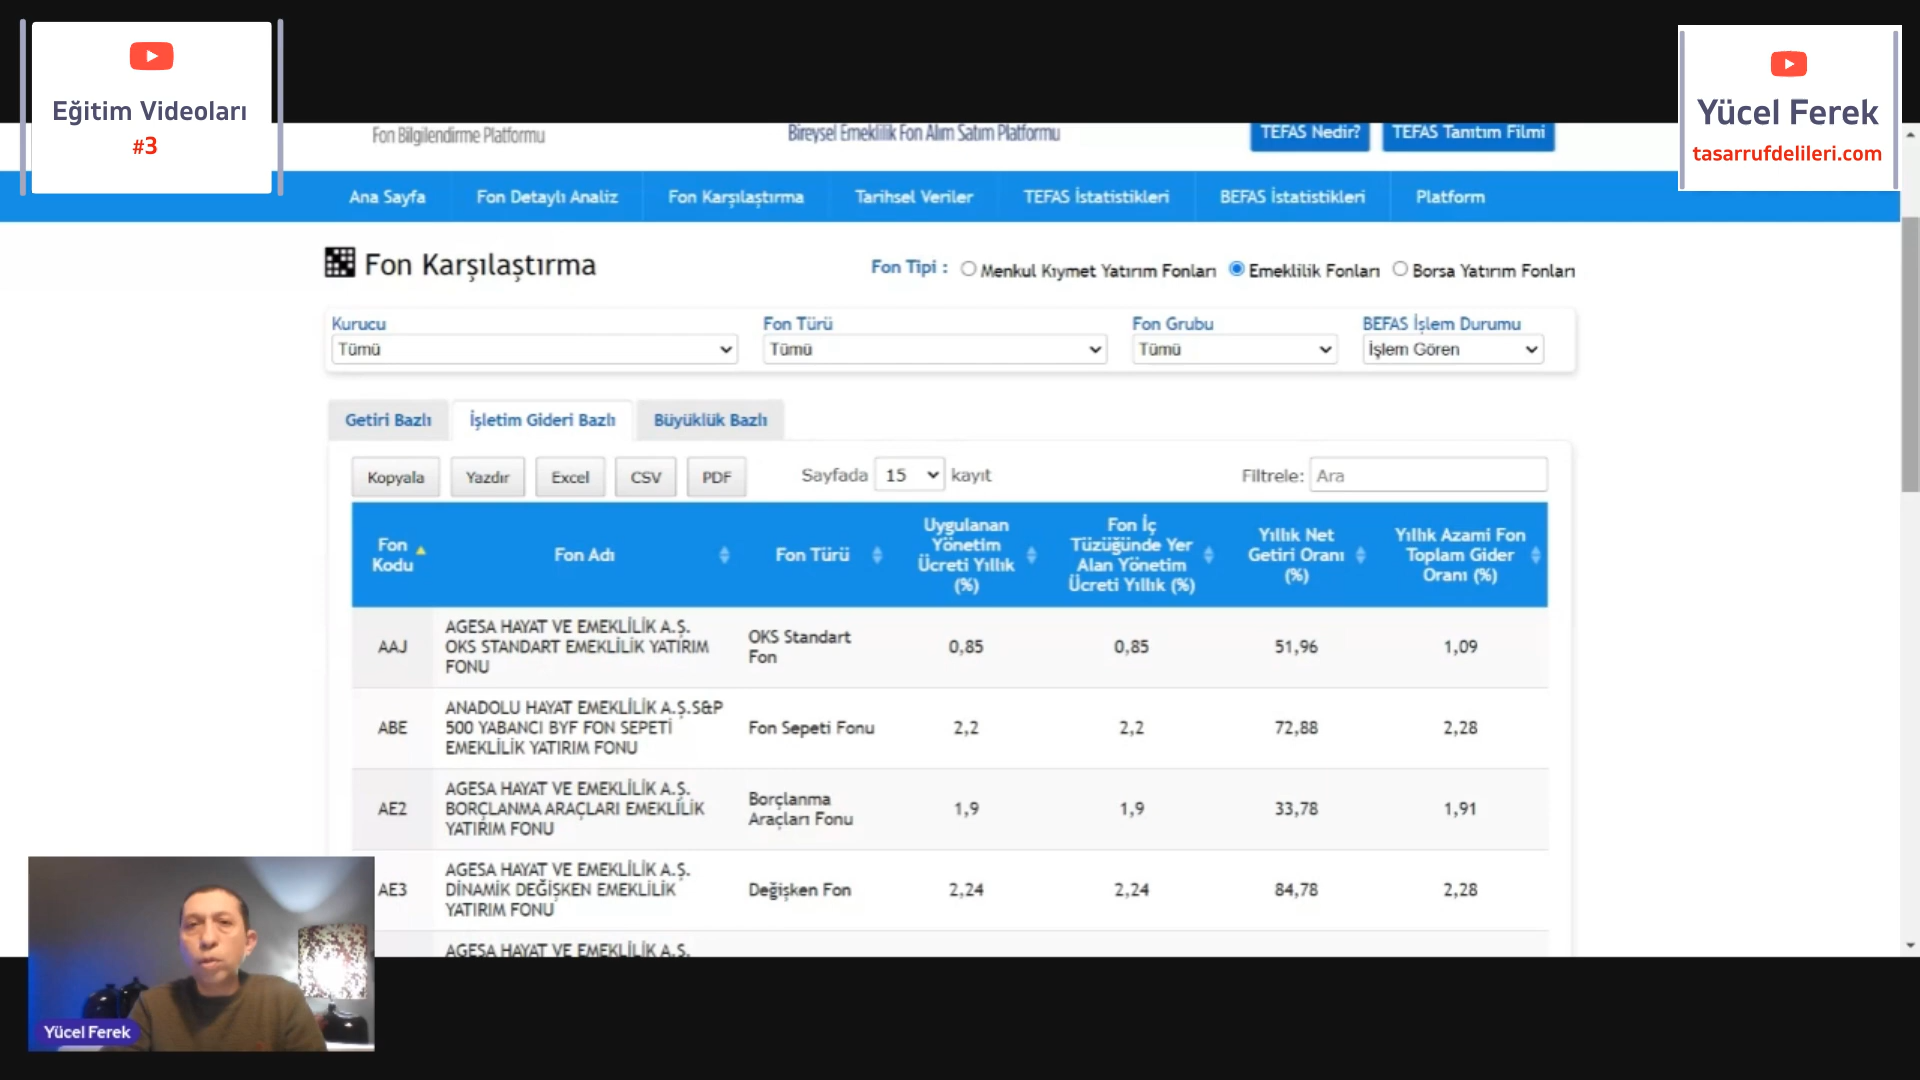 Eğitim Videoları
#3
Yücel Ferek
tasarrufdelileri.com
Fon Bilgilendirme Platformu
Bireysel Emeklilik Fon Alım Satım Platformu
TEFAS Nedir?
TEFAS Tanıtım Filmi
Ana Sayfa
Fon Detaylı Analiz
Fon Karşılaştırma
Tarihsel Veriler
TEFAS İstatistikleri
BEFAS İstatistikleri
Platform
Fon Karşılaştırma
Fon Tipi :
Menkul Kıymet Yatırım Fonları
Emeklilik Fonları
Borsa Yatırım Fonları
Kurucu
Tümü
Fon Türü
Tümü
Fon Grubu
Tümü
BEFAS İşlem Durumu
İşlem Gören
Getiri Bazlı
İşletim Gideri Bazlı
Büyüklük Bazlı
Kopyala
Yazdır
Excel
CSV
PDF
Sayfada 15 kayıt
Filtrele: Ara
Fon
Kodu
Fon Adı
Fon Türü
Uygulanan
Yönetim
Ücreti Yıllık
(%)
Fon İç
Tüzüğünde Yer
Alan Yönetim
Ücreti Yıllık (%)
Yıllık Net
Getiri Oranı
(%)
Yıllık Azami Fon
Toplam Gider
Oranı (%)
AAJ
AGESA HAYAT VE EMEKLİLİK A.Ş.
OKS STANDART EMEKLİLİK YATIRIM
FONU
OKS Standart
Fon
0,85
0,85
51,96
1,09
ABE
ANADOLU HAYAT EMEKLİLİK A.Ş.S&P
500 YABANCI BYF FON SEPETİ
EMEKLİLİK YATIRIM FONU
Fon Sepeti Fonu
2,2
2,2
72,88
2,28
AE2
AGESA HAYAT VE EMEKLİLİK A.Ş.
BORÇLANMA ARAÇLARI EMEKLİLİK
YATIRIM FONU
Borçlanma
Araçları Fonu
1,9
1,9
33,78
1,91
AE3
AGESA HAYAT VE EMEKLİLİK A.Ş.
DİNAMİK DEĞİŞKEN EMEKLİLİK
YATIRIM FONU
Değişken Fon
2,24
2,24
84,78
2,28
AGESA HAYAT VE EMEKLİLİK A.Ş.
Yücel Ferek